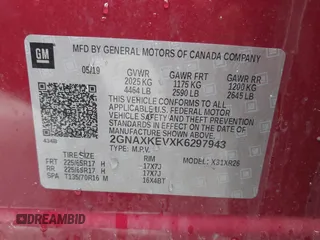 GM
MFD BY GENERAL MOTORS OF CANADA COMPANY
05/19 GVWR GAWR FRT GAWR RR
2025 KG 1175 KG 1200 KG
4464 LB 2590 LB 2645 LB
THIS VEHICLE CONFORMS TO ALL APPLICABLE
U.S. FEDERAL MOTOR VEHICLE SAFETY, BUMPER,
AND THEFT PREVENTION STANDARDS IN EFFECT ON
THE DATE OF MANUFACTURE SHOWN ABOVE.
2GNAXKEVXK6297943
TYPE: M.P.V. MODEL: XJ1XR26
TIRE SIZE RIM
FRT 225/65R17 H 17X7J
RR 225/65R17 H 17X7J
SPA T135/70R16 M 16X4BT